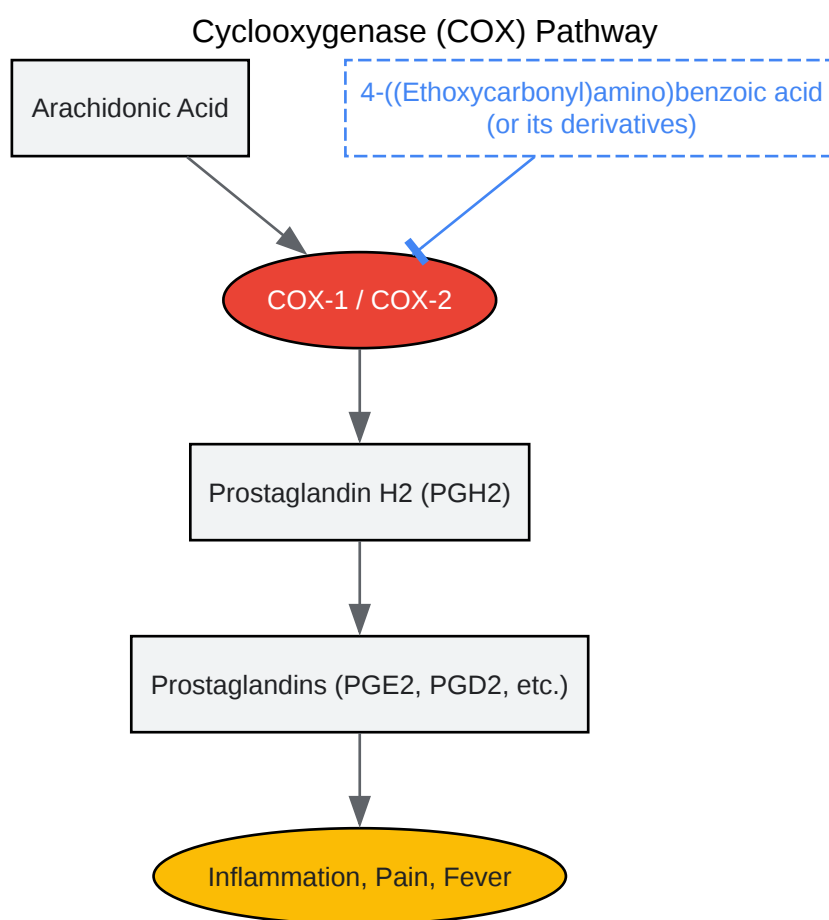 Cyclooxygenase (COX) Pathway
Arachidonic Acid
4-((Ethoxycarbonyl)amino)benzoic acid
(or its derivatives)
COX-1 / COX-2
Prostaglandin H2 (PGH2)
Prostaglandins (PGE2, PGD2, etc.)
Inflammation, Pain, Fever